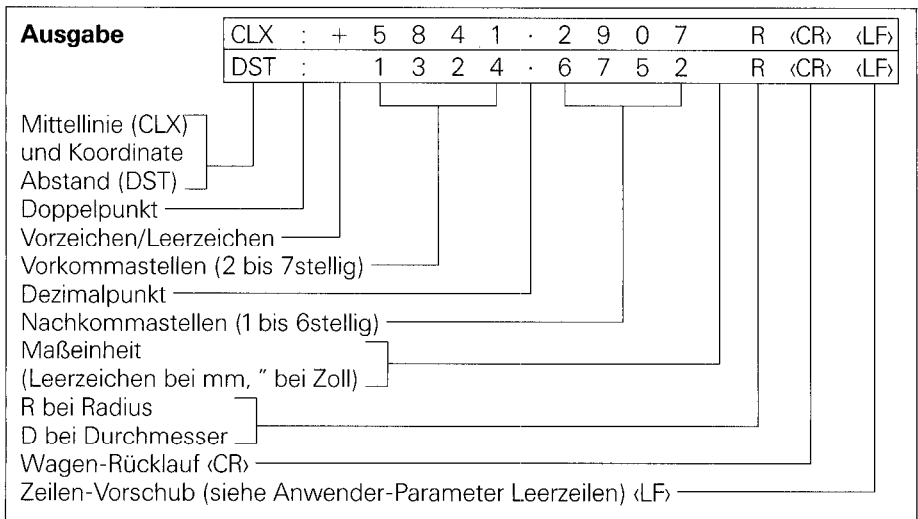 Ausgabe
CLX : + 5 8 4 1 · 2 9 0 7 R ‹CR› ‹LF›
DST : 1 3 2 4 · 6 7 5 2 R ‹CR› ‹LF›
Mittellinie (CLX)
und Koordinate
Abstand (DST)
Doppelpunkt
Vorzeichen/Leerzeichen
Vorkommastellen (2 bis 7stellig)
Dezimalpunkt
Nachkommastellen (1 bis 6stellig)
Maßeinheit
(Leerzeichen bei mm, " bei Zoll)
R bei Radius
D bei Durchmesser
Wagen-Rücklauf ‹CR›
Zeilen-Vorschub (siehe Anwender-Parameter Leerzeilen) ‹LF›